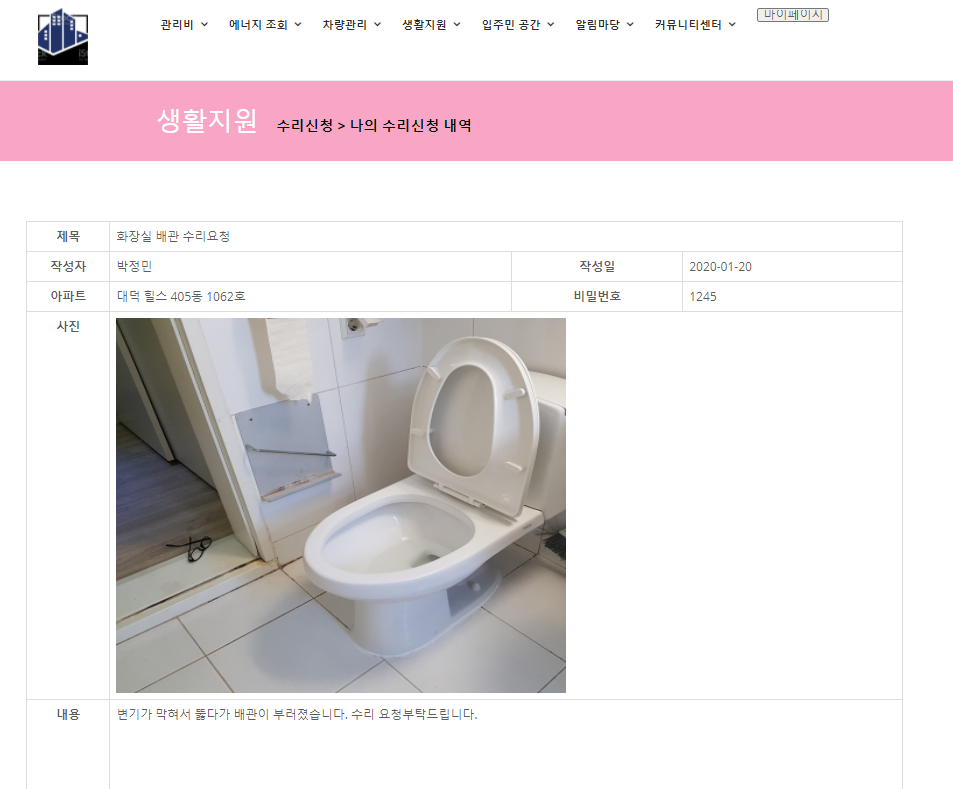 관리비 에너지 조회 차량관리 생활지원 입주민 공간 알림마당 커뮤니티센터 마이페이지
생활지원 수리신청 > 나의 수리신청 내역
제목 화장실 배관 수리요청
작성자 박정민 작성일 2020-01-20
아파트 대덕 힐스 405동 1062호 비밀번호 1245
사진
내용 변기가 막혀서 뚫다가 배관이 부러졌습니다. 수리 요청부탁드립니다.